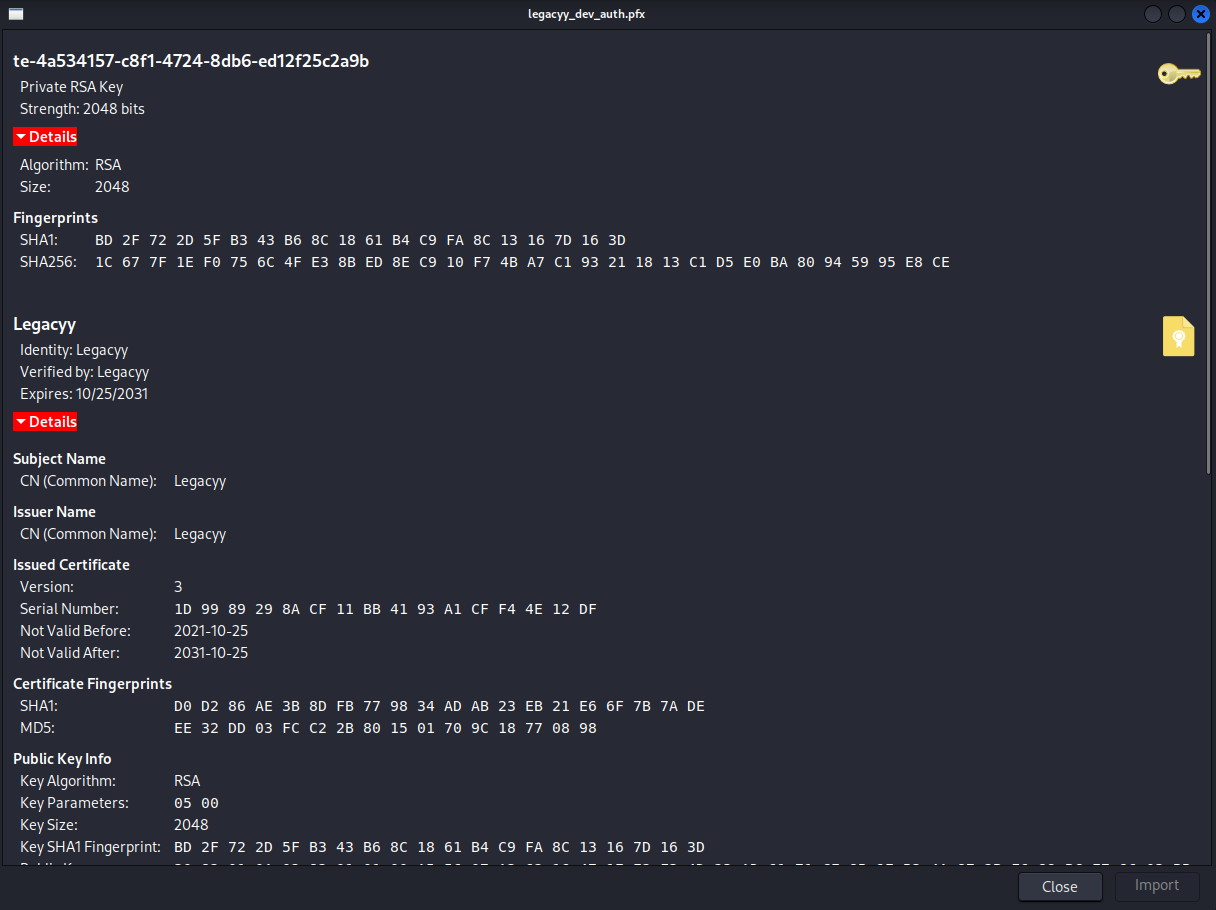 legacyy_dev_auth.pfx
te-4a534157-c8f1-4724-8db6-ed12f25c2a9b
Private RSA Key
Strength: 2048 bits
Details
Algorithm: RSA
Size: 2048
Fingerprints
SHA1: BD 2F 72 2D 5F B3 43 B6 8C 18 61 B4 C9 FA 8C 13 16 7D 16 3D
SHA256: 1C 67 7F 1E F0 75 6C 4F E3 8B ED 8E C9 10 F7 4B A7 C1 93 21 18 13 C1 D5 E0 BA 80 94 59 95 E8 CE
Legacyy
Identity: Legacyy
Verified by: Legacyy
Expires: 10/25/2031
Details
Subject Name
CN (Common Name): Legacyy
Issuer Name
CN (Common Name): Legacyy
Issued Certificate
Version: 3
Serial Number: 1D 99 89 29 8A CF 11 BB 41 93 A1 CF F4 4E 12 DF
Not Valid Before: 2021-10-25
Not Valid After: 2031-10-25
Certificate Fingerprints
SHA1: D0 D2 86 AE 3B 8D FB 77 98 34 AD AB 23 EB 21 E6 6F 7B 7A DE
MD5: EE 32 DD 03 FC C2 2B 80 15 01 70 9C 18 77 08 98
Public Key Info
Key Algorithm: RSA
Key Parameters: 05 00
Key Size: 2048
Key SHA1 Fingerprint: BD 2F 72 2D 5F B3 43 B6 8C 18 61 B4 C9 FA 8C 13 16 7D 16 3D
Close
Import